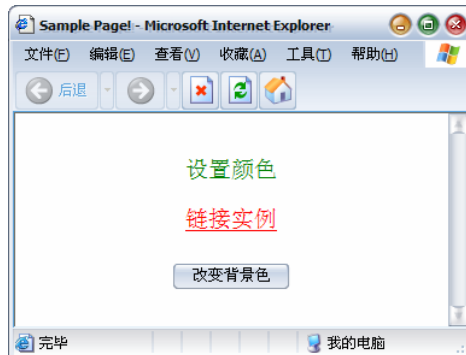 Sample Page! - Microsoft Internet Explorer
文件(F) 编辑(E) 查看(V) 收藏(A) 工具(T) 帮助(H)
后退
设置颜色
链接实例
改变背景色
完毕 我的电脑